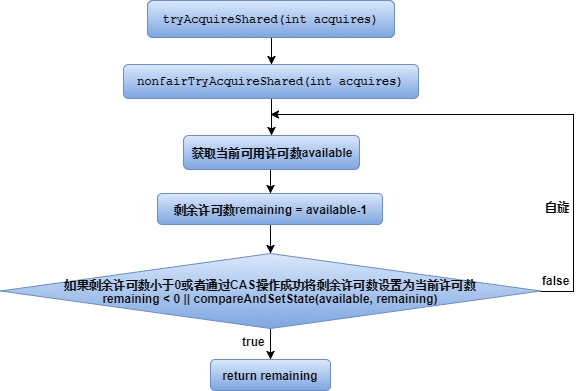 tryAcquireShared(int acquires)
nonfairTryAcquireShared(int acquires)
获取当前可用许可数available
剩余许可数remaining = available-1
自旋
如果剩余许可数小于0或者通过CAS操作成功将剩余许可数设置为当前许可数
remaining < 0 || compareAndSetState(available, remaining)
false
true
return remaining